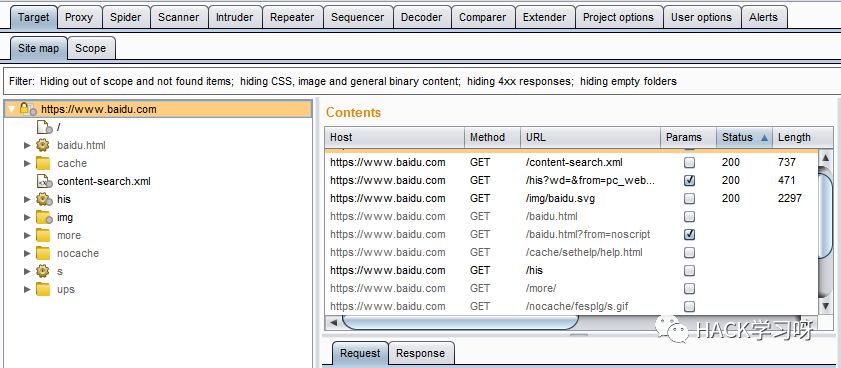 Target Proxy Spider Scanner Intruder Repeater Sequencer Decoder Comparer Extender Project options User options Alerts
Site map Scope
Filter: Hiding out of scope and not found items; hiding CSS, image and general binary content; hiding 4xx responses; hiding empty folders
https://www.baidu.com
/
baidu.html
cache
content-search.xml
his
img
more
nocache
s
ups
Contents
Host Method URL Params Status Length
https://www.baidu.com GET /content-search.xml 200 737
https://www.baidu.com GET /his?wd=&from=pc_web... 200 471
https://www.baidu.com GET /img/baidu.svg 200 2297
https://www.baidu.com GET /baidu.html
https://www.baidu.com GET /baidu.html?from=noscript
https://www.baidu.com GET /cache/sethelp/help.html
https://www.baidu.com GET /his
https://www.baidu.com GET /more/
https://www.baidu.com GET /nocache/fesplg/s.gif
HACK学习呀
Request Response